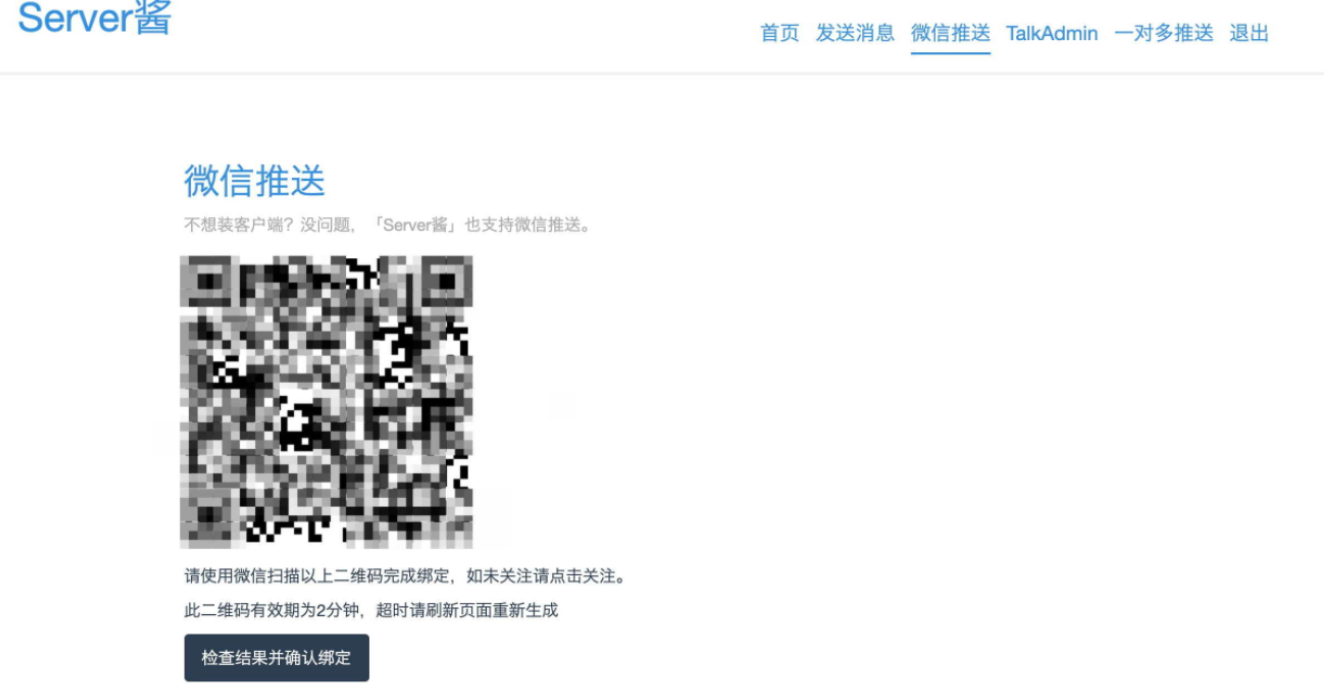 Server酱
首页 发送消息 微信推送 TalkAdmin 一对多推送 退出
微信推送
不想装客户端？没问题，「Server酱」也支持微信推送。
请使用微信扫描以上二维码完成绑定，如未关注请点击关注。
此二维码有效期为2分钟，超时请刷新页面重新生成
检查结果并确认绑定